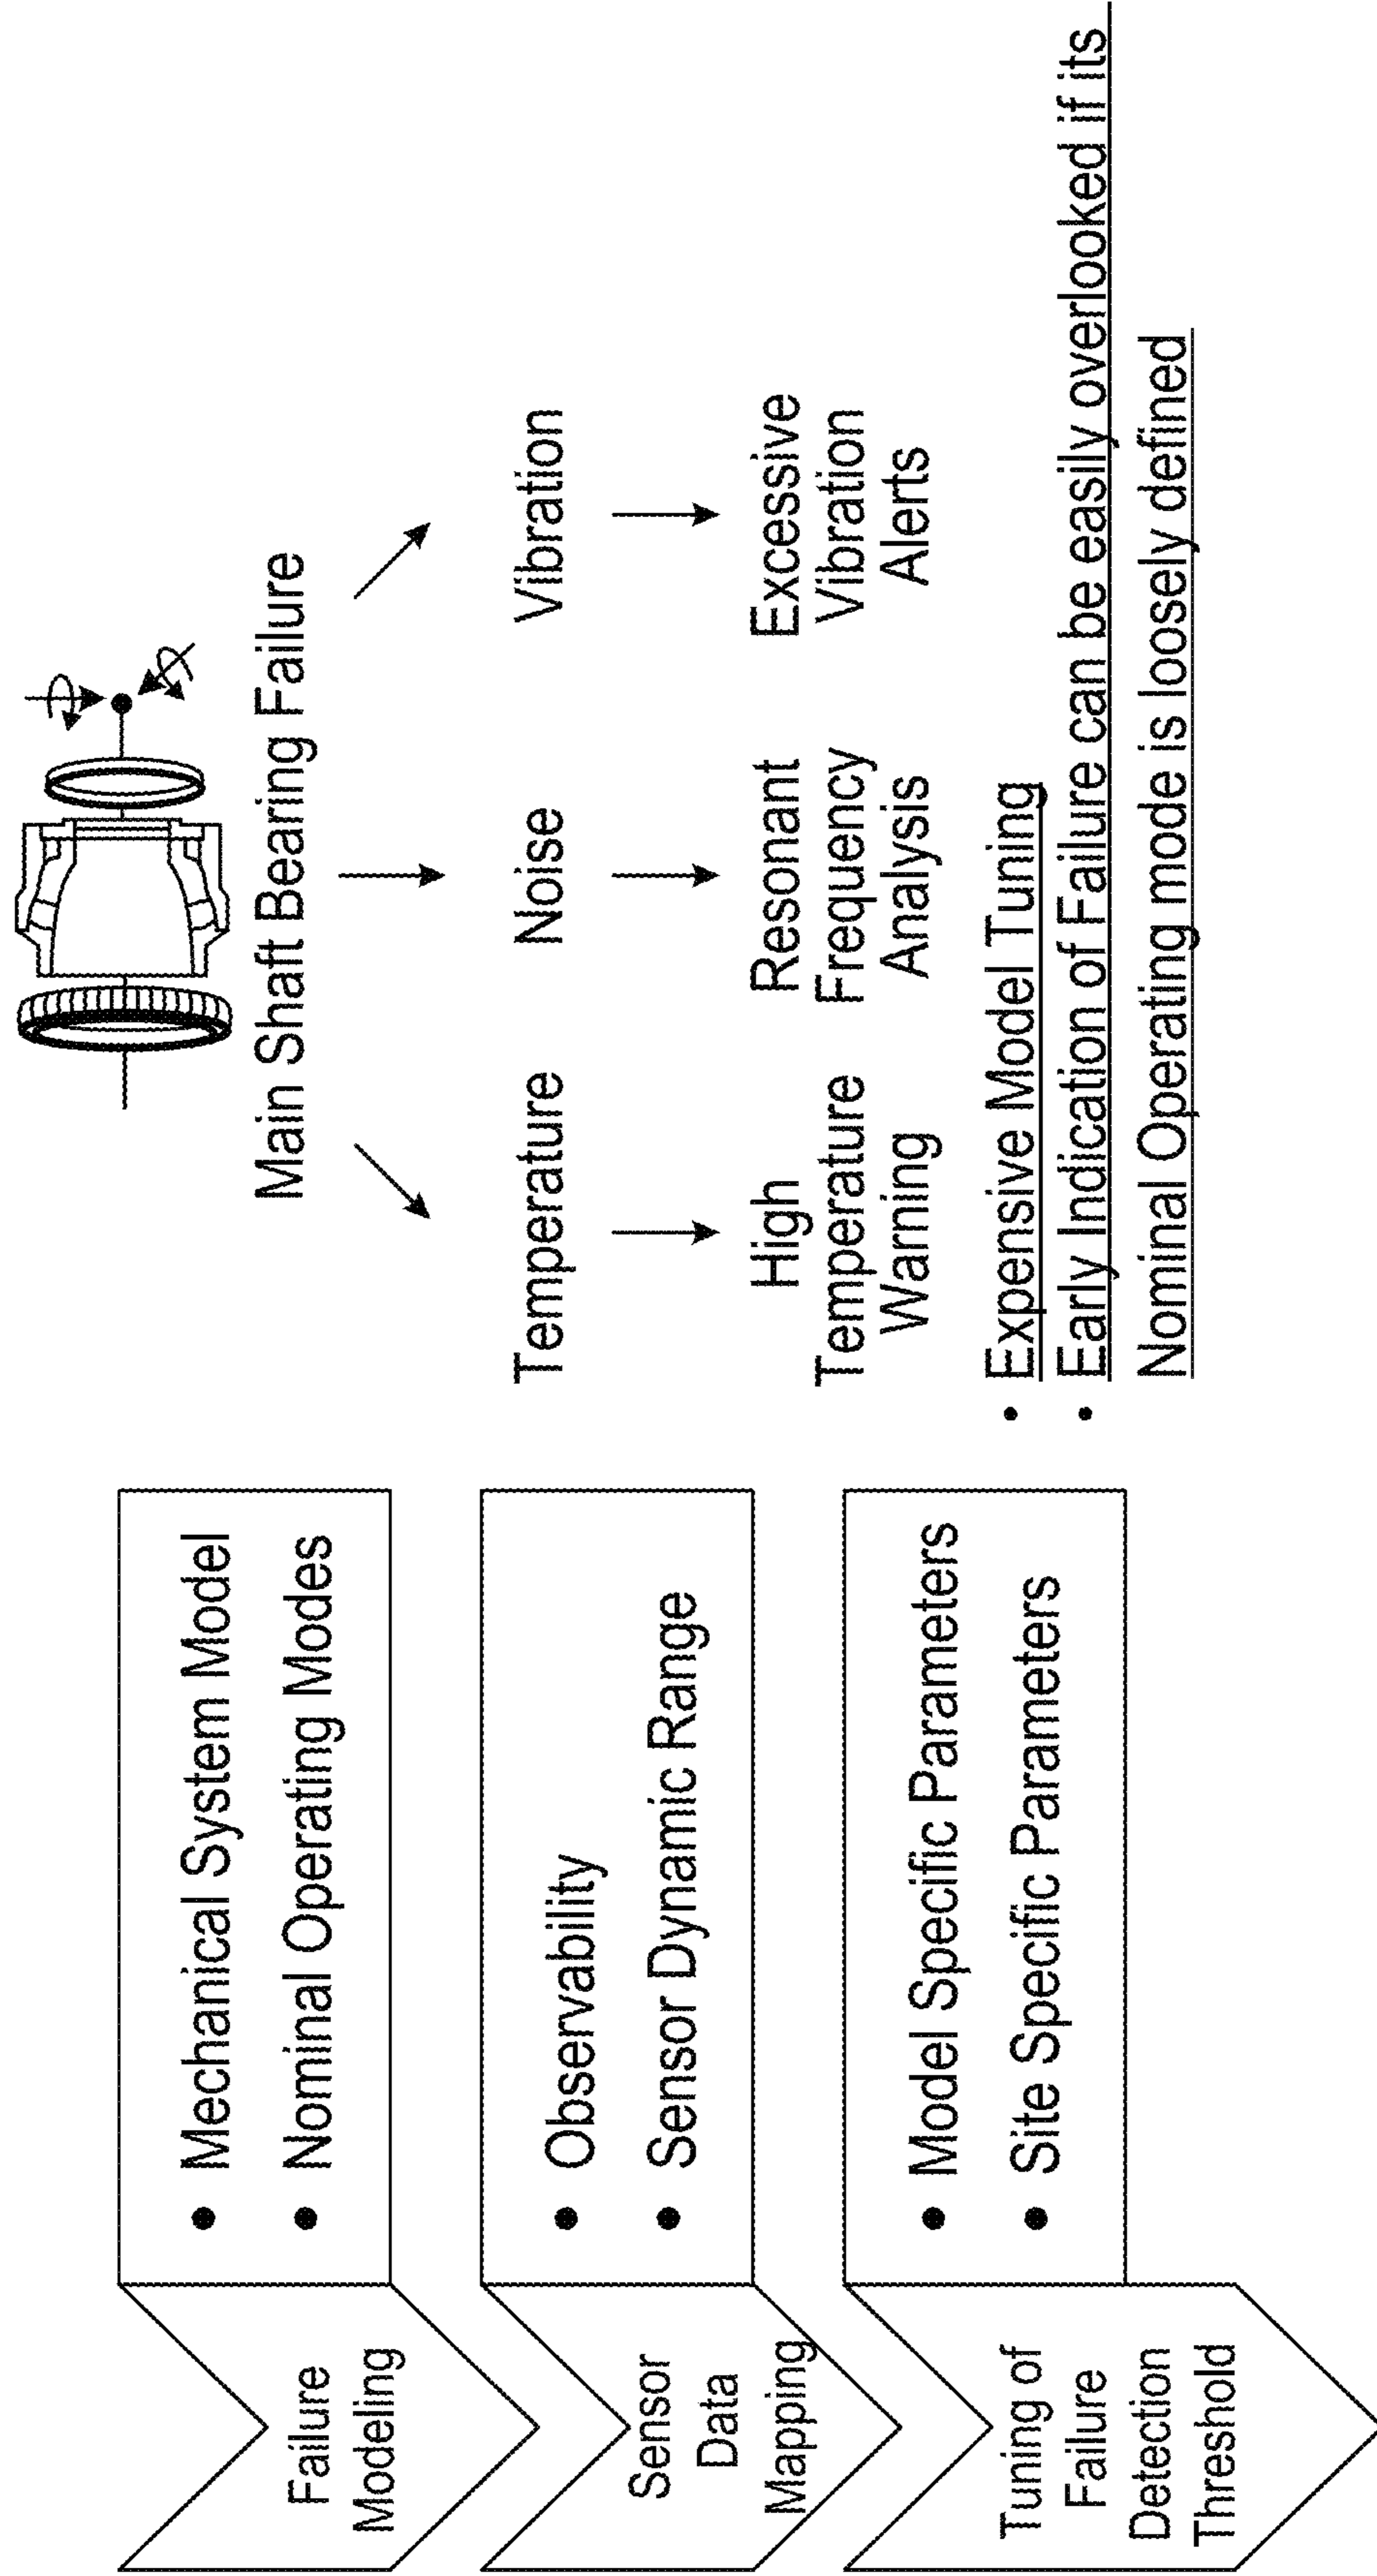 Failure
Modeling
• Mechanical System Model
• Nominal Operating Modes
Sensor
Data
Mapping
• Observability
• Sensor Dynamic Range
Tuning of
Failure
Detection
Threshold
• Model Specific Parameters
• Site Specific Parameters
Main Shaft Bearing Failure
Temperature
Noise
Vibration
High
Temperature
Warning
Resonant
Frequency
Analysis
Excessive
Vibration
Alerts
• Expensive Model Tuning
• Early Indication of Failure can be easily overlooked if its
Nominal Operating mode is loosely defined